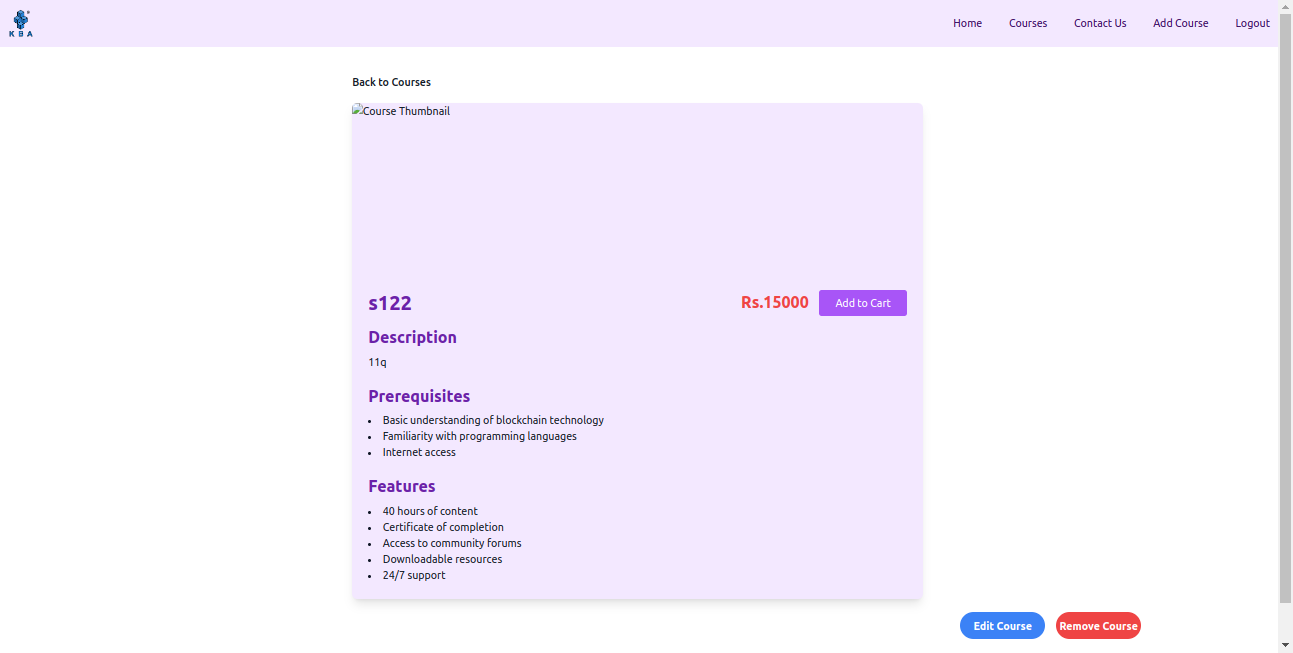 KBA
Home Courses Contact Us Add Course Logout
Back to Courses
Course Thumbnail
s122 Rs.15000 Add to Cart
Description
11q
Prerequisites
• Basic understanding of blockchain technology
• Familiarity with programming languages
• Internet access
Features
• 40 hours of content
• Certificate of completion
• Access to community forums
• Downloadable resources
• 24/7 support
Edit Course Remove Course